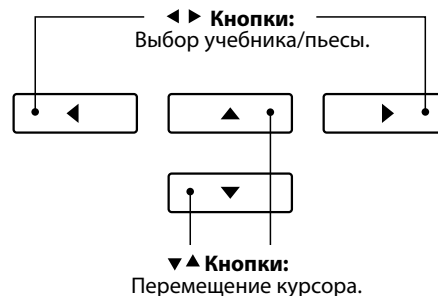 ◀ ▶ Кнопки:
Выбор учебника/пьесы.
▼▲ Кнопки:
Перемещение курсора.